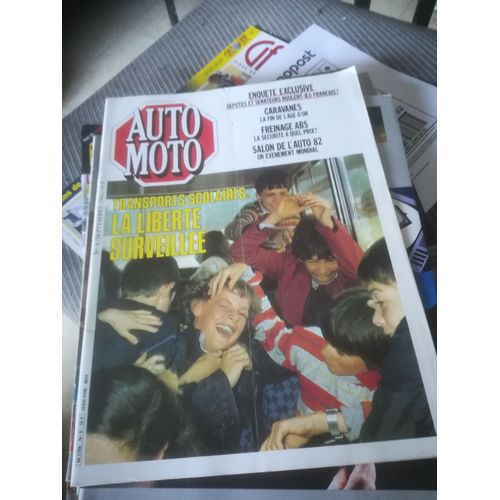 AUTO
MOTO
ENQUETE EXCLUSIVE
DEPUTES ET SENATEURS ROULENT-ILS FRANÇAIS?
CARAVANES
LA FIN DE L'AGE D'OR
FREINAGE ABS
LA SECURITE A QUEL PRIX?
SALON DE L'AUTO 82
UN EVENEMENT MONDIAL
TRANSPORTS SCOLAIRES
LA LIBERTE
SURVEILLEE